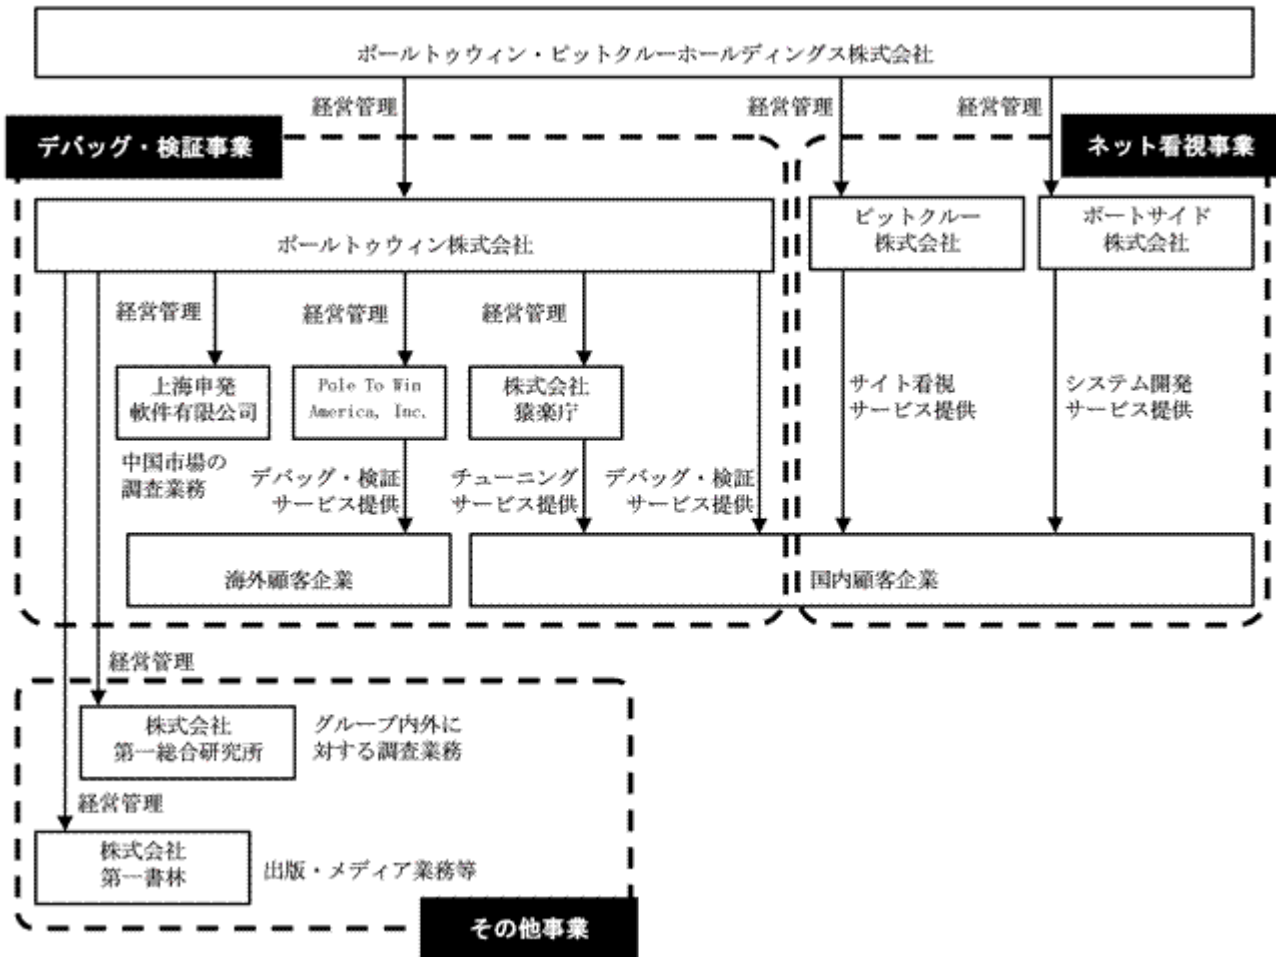 ポールトゥウィン・ピットクルーホールディングス株式会社
経営管理
経営管理
経営管理
デバッグ・検証事業
ネット看視事業
ポールトゥウィン株式会社
ピットクルー
株式会社
ポートサイド
株式会社
経営管理
経営管理
経営管理
上海申発
軟件有限公司
Pole To Win
America, Inc.
株式会社
猿楽庁
サイト看視
サービス提供
システム開発
サービス提供
中国市場の
調査業務
デバッグ・検証
サービス提供
チューニング
サービス提供
デバッグ・検証
サービス提供
海外顧客企業
国内顧客企業
経営管理
株式会社
第一総合研究所
グループ内外に
対する調査業務
経営管理
株式会社
第一書林
出版・メディア業務等
その他事業